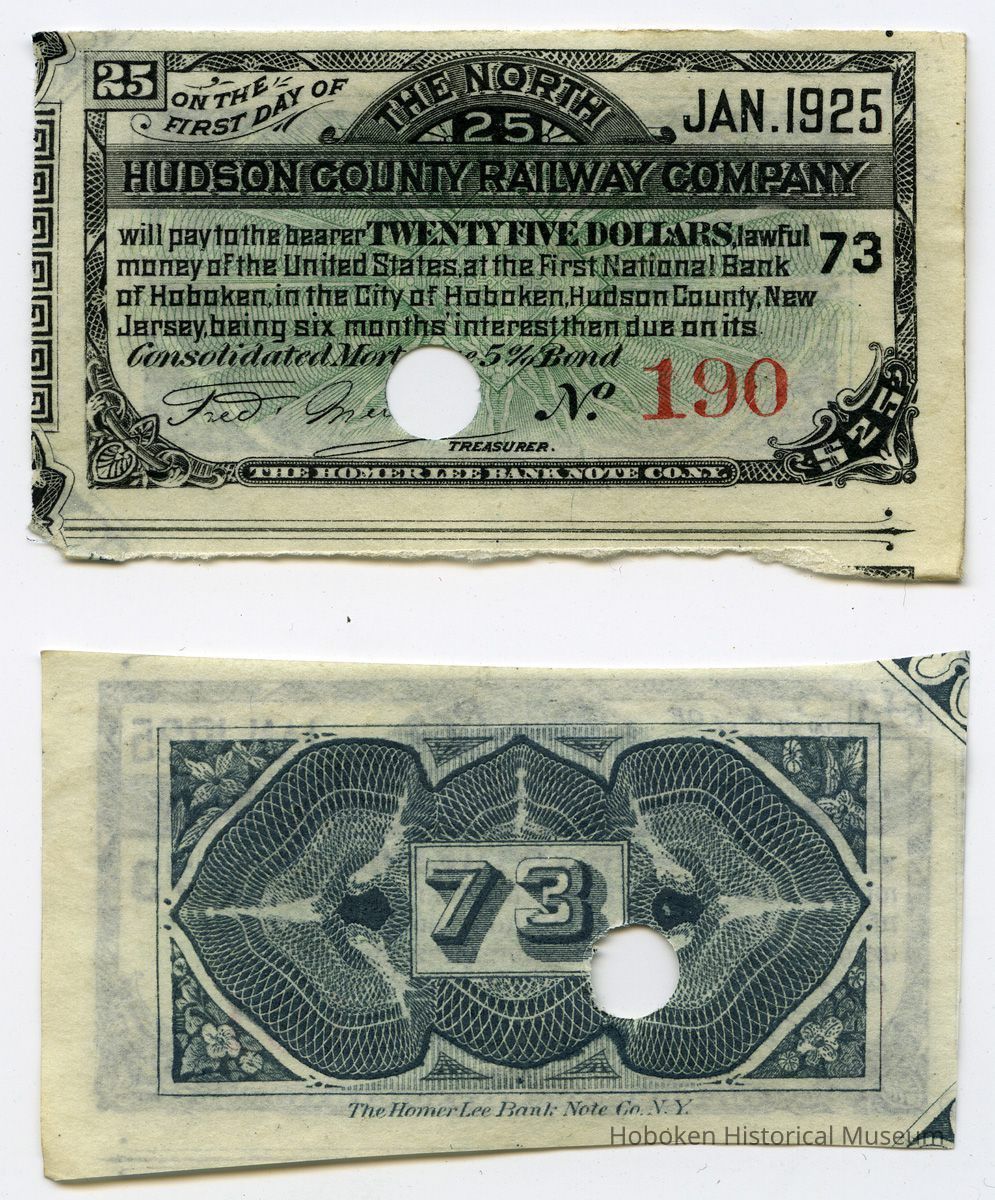 25
ON THE
FIRST DAY OF
THE NORTH
25
JAN. 1925
HUDSON COUNTY RAILWAY COMPANY
will pay to the bearer TWENTY FIVE DOLLARS, lawful
money of the United States, at the First National Bank
73
of Hoboken, in the City of Hoboken, Hudson County, New
Jersey, being six months' interest then due on its
Consolidated 5% Bond
Fred
No. 190
TREASURER.
$25
THE HOMER LEE BANK NOTE CO. N.Y.
73
The Homer Lee Bank Note Co. N.Y.
Hoboken Historical Museum